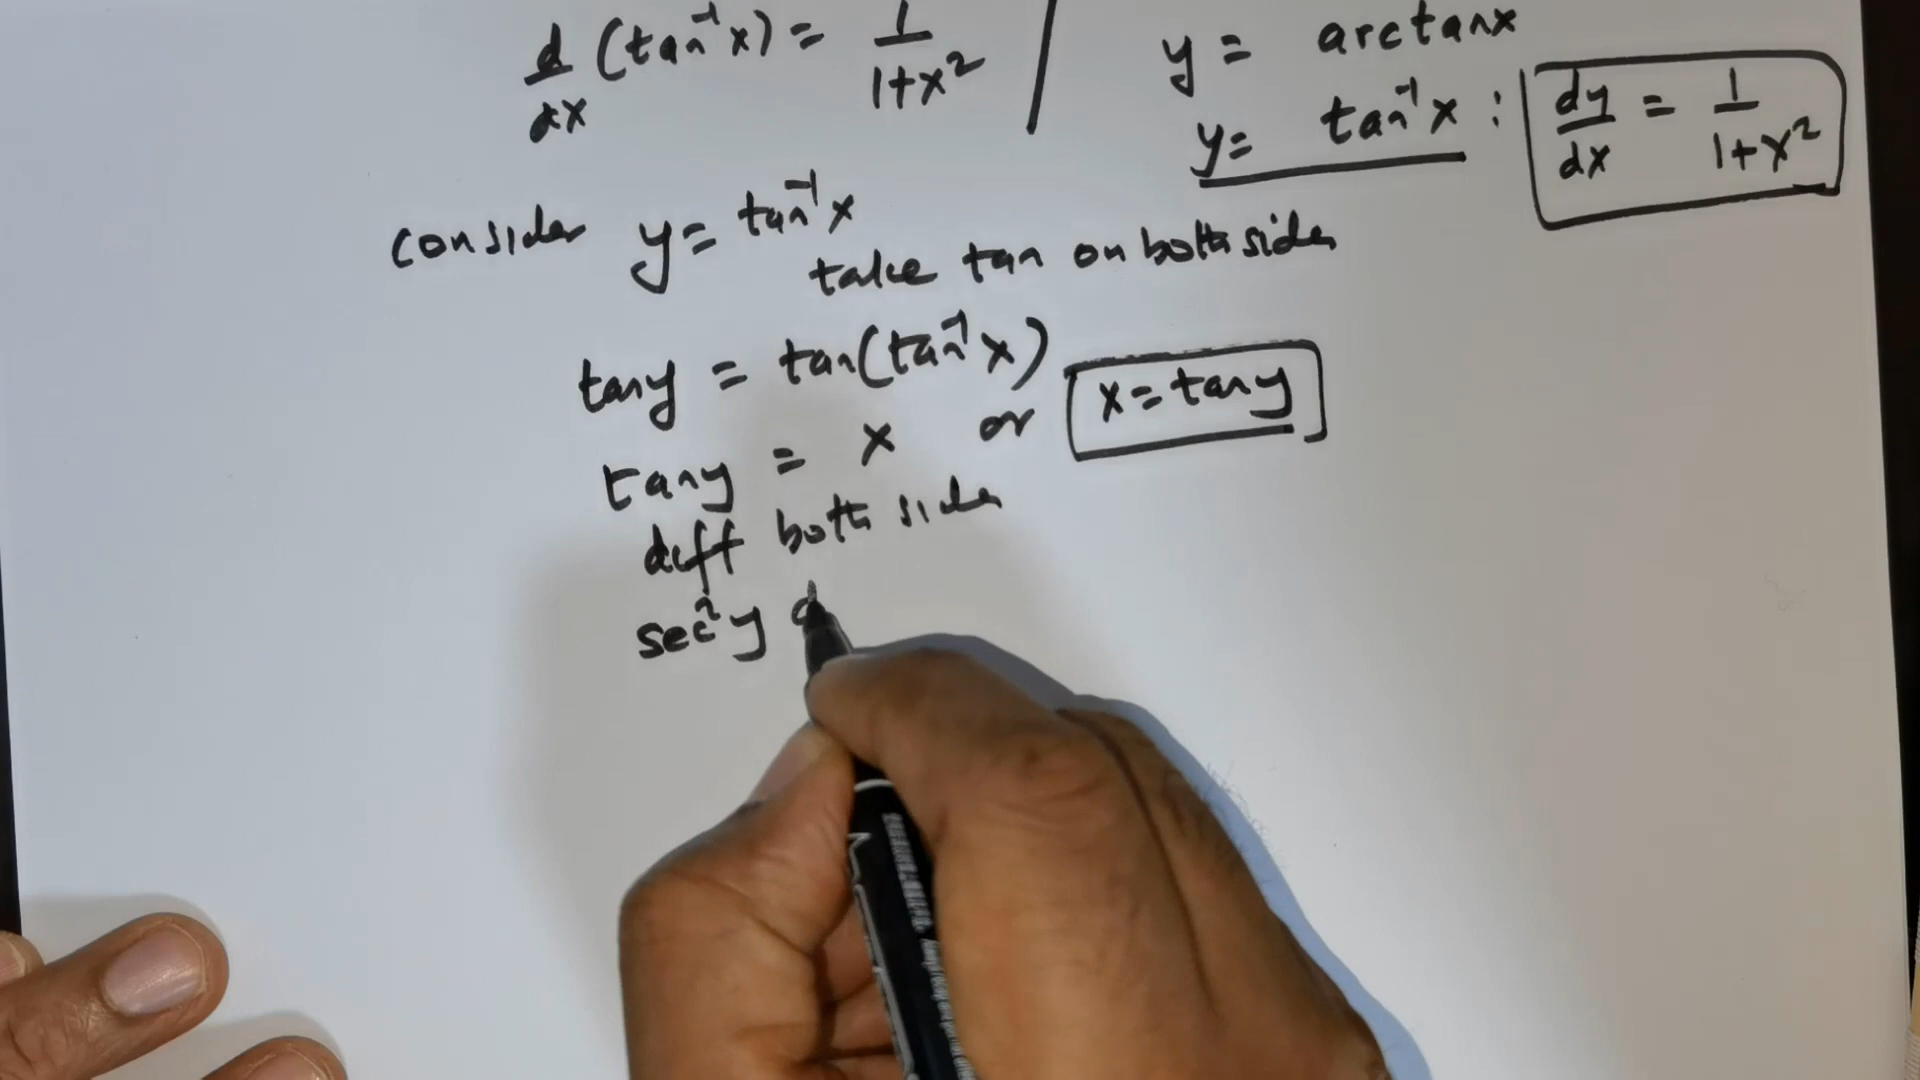 d/dx (tan⁻¹x) = 1/1+x²
y = arctanx
y = tan⁻¹x : dy/dx = 1/1+x²
consider y = tan⁻¹x
take tan on both sides
tany = tan(tan⁻¹x)
tany = x or x = tany
diff both sides
sec²y